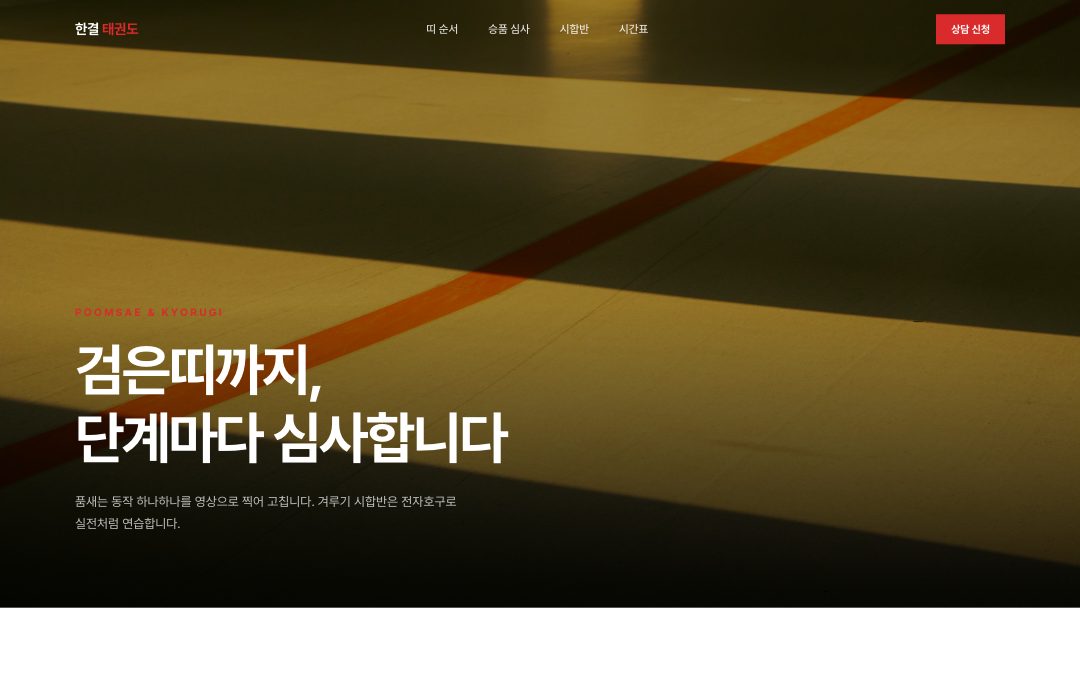 한결 태권도
띠 순서
승품 심사
시합반
시간표
상담 신청
POOMSAE & KYORUGI
검은띠까지,
단계마다 심사합니다
품새는 동작 하나하나를 영상으로 찍어 고칩니다. 겨루기 시합반은 전자호구로
실전처럼 연습합니다.